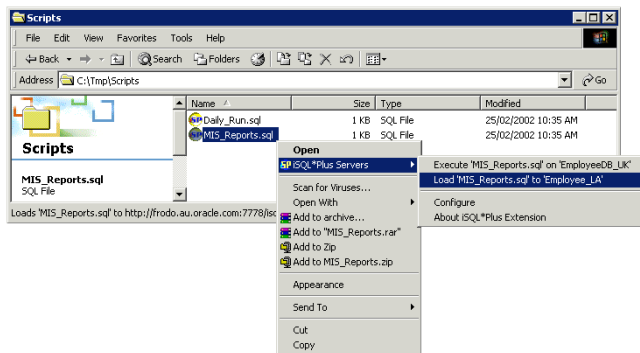 Scripts
File Edit View Favorites Tools Help
Back Search Folders
Address C:\Tmp\Scripts Go
Name Size Type Modified
Daily_Run.sql 1 KB SQL File 25/02/2002 10:35 AM
MIS_Reports.sql 1 KB SQL File 25/02/2002 10:35 AM
Scripts
MIS_Reports.sql
SQL File
Loads 'MIS_Reports.sql' to http://frodo.au.oracle.com:7778/isq
Open
iSQL*Plus Servers
Scan for Viruses...
Open With
Add to archive...
Add to "MIS_Reports.rar"
Add to Zip
Add to MIS_Reports.zip
Appearance
Send To
Cut
Copy
Execute 'MIS_Reports.sql' on 'EmployeeDB_UK'
Load 'MIS_Reports.sql' to 'Employee_LA'
Configure
About iSQL*Plus Extension